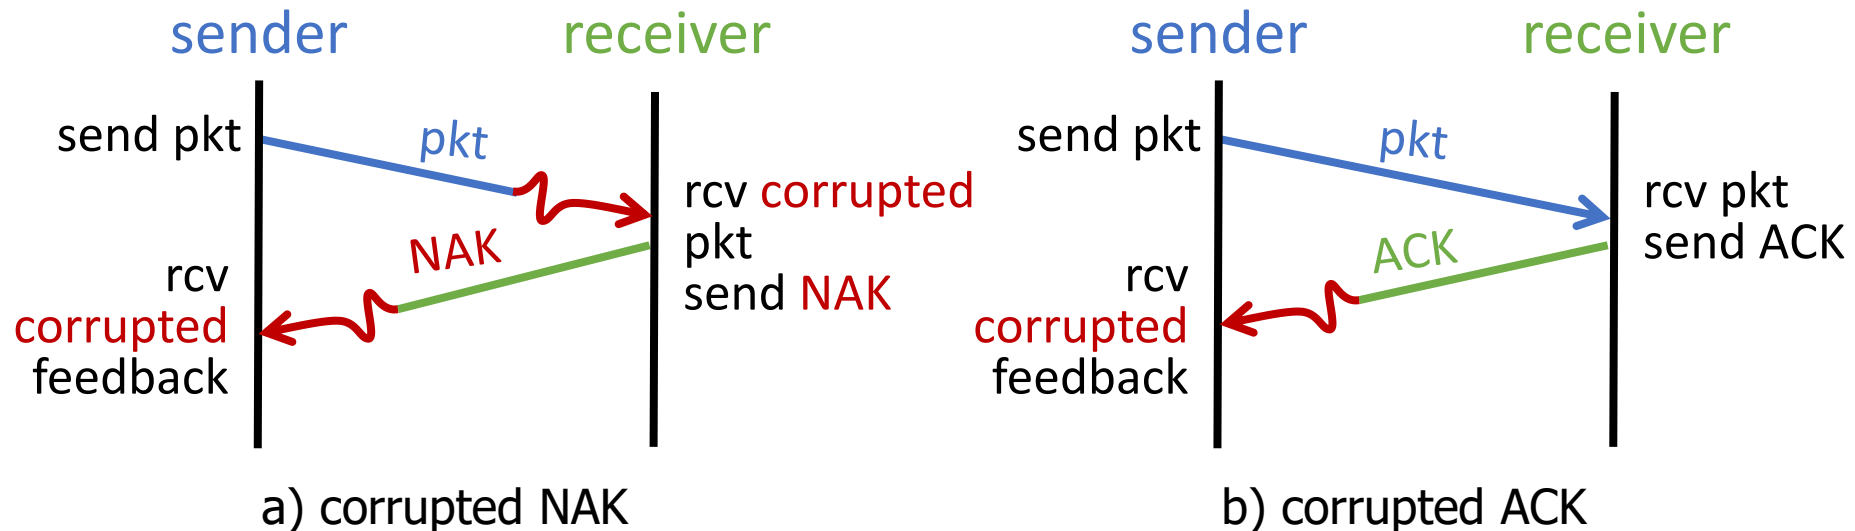 sender
receiver
send pkt
pkt
rcv corrupted
pkt
send NAK
NAK
rcv
corrupted
feedback
a) corrupted NAK
sender
receiver
send pkt
pkt
rcv pkt
send ACK
ACK
rcv
corrupted
feedback
b) corrupted ACK